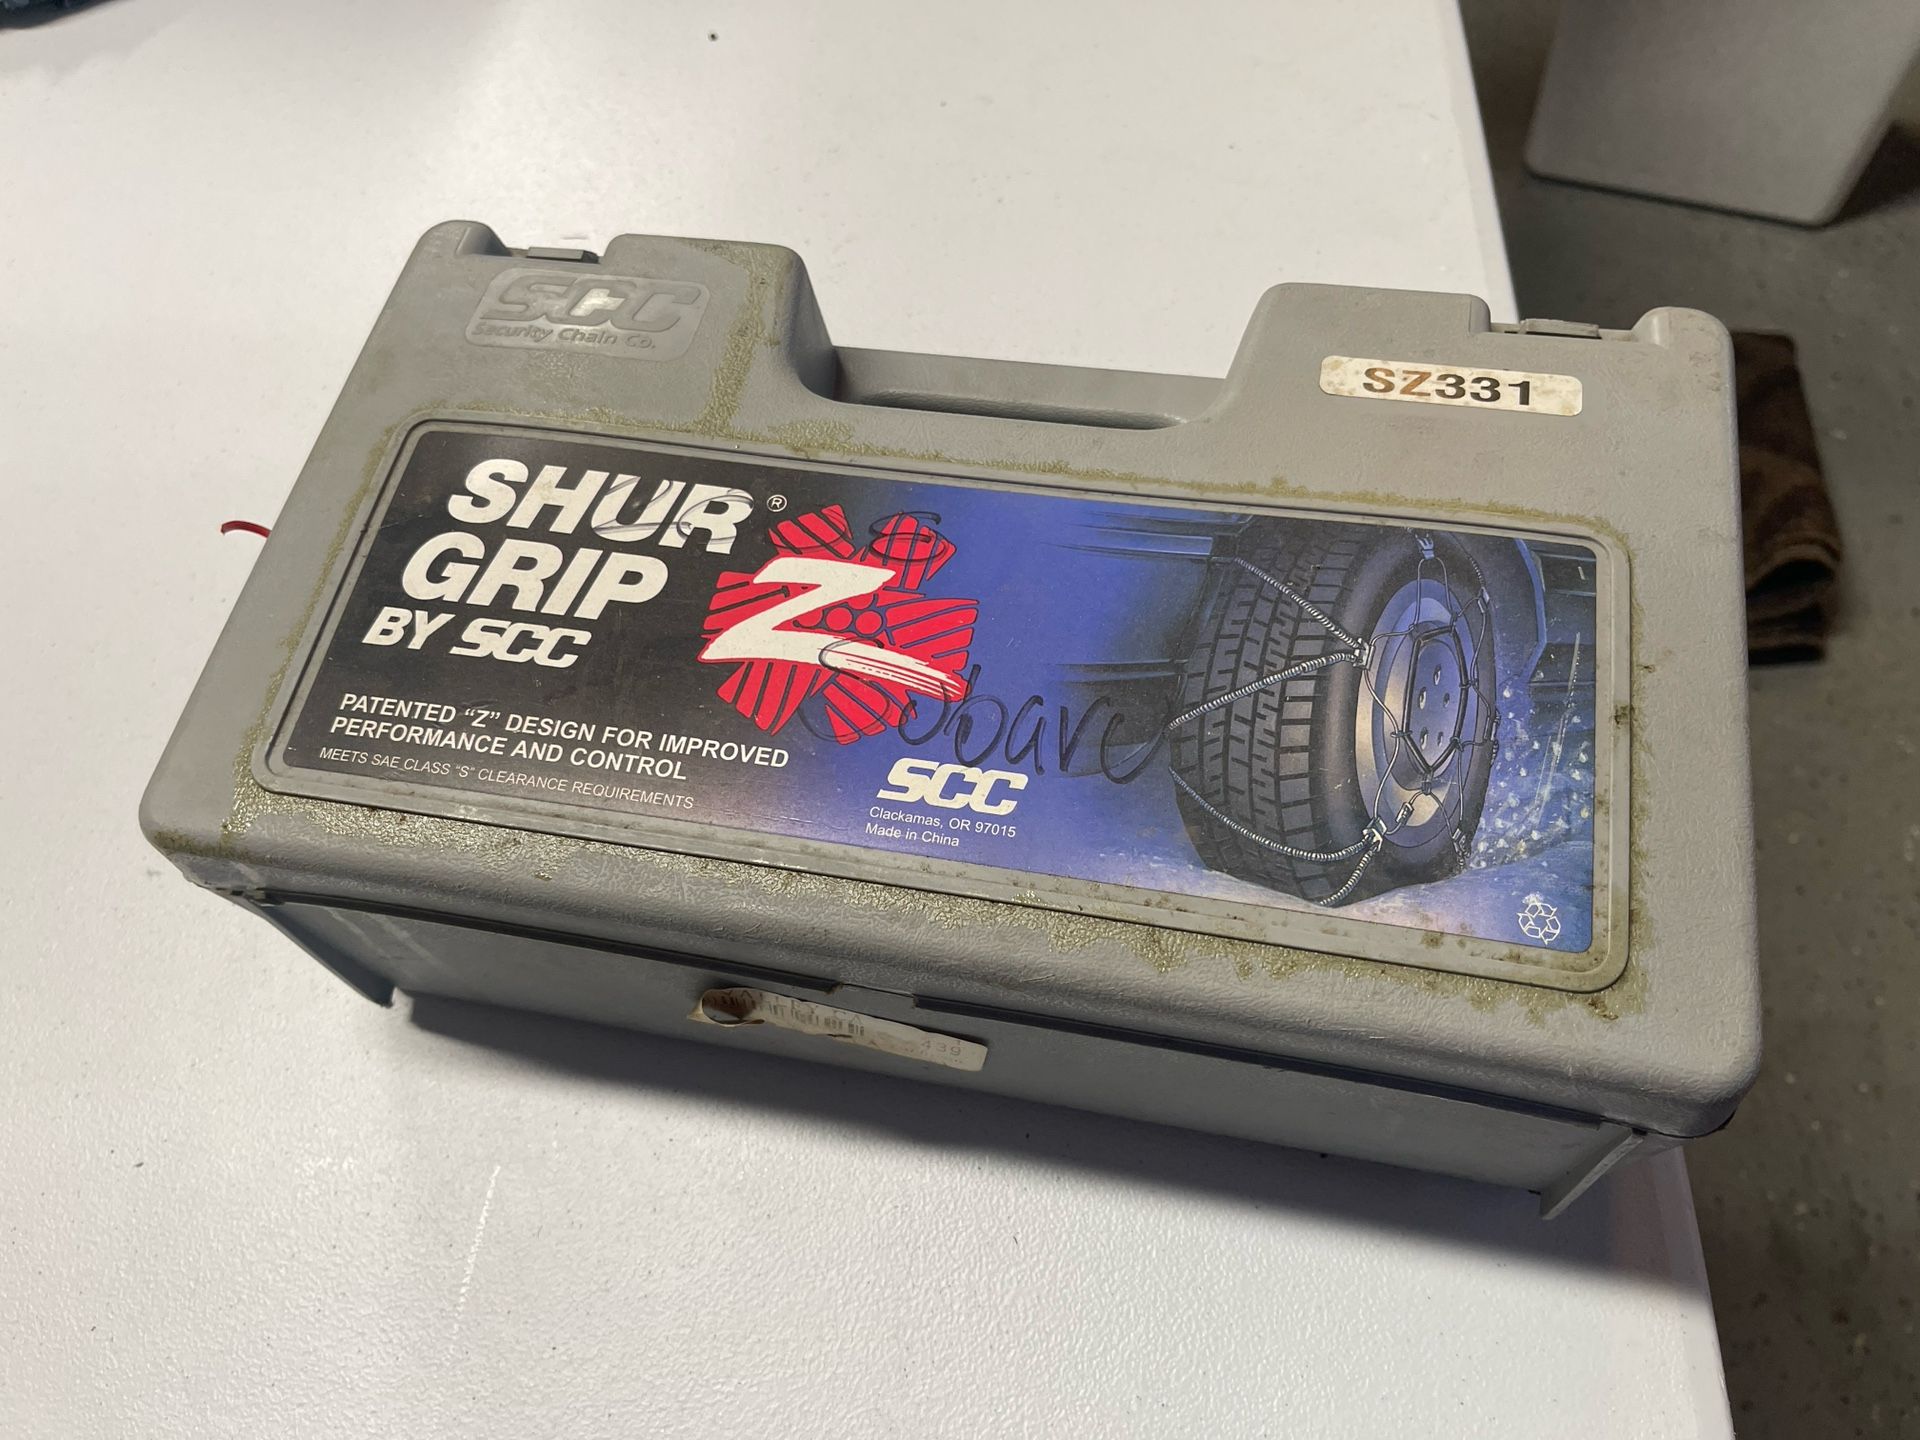 SCC
Security Chain Co.
SZ331
SHUR
GRIP
BY SCC
®
Z
PATENTED "Z" DESIGN FOR IMPROVED
PERFORMANCE AND CONTROL
MEETS SAE CLASS "S" CLEARANCE REQUIREMENTS
SCC
Clackamas, OR 97015
Made in China
439